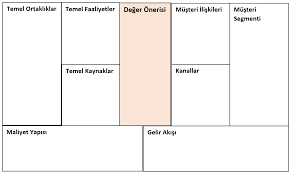 Temel Ortaklıklar
Temel Faaliyetler
Değer Önerisi
Müşteri İlişkileri
Müşteri
Segmenti
Temel Kaynaklar
Kanallar
Maliyet Yapısı
Gelir Akışı